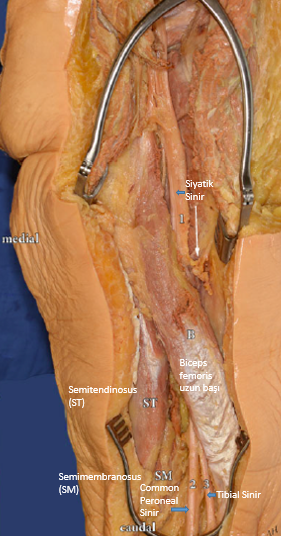 Siyatik
Sinir
1
medial
B
Biceps
femoris
uzun başı
Semitendinosus
(ST)
ST
Semimembranosus
(SM)
SM
Common
Peroneal
Sinir
2
3
Tibial Sinir
caudal